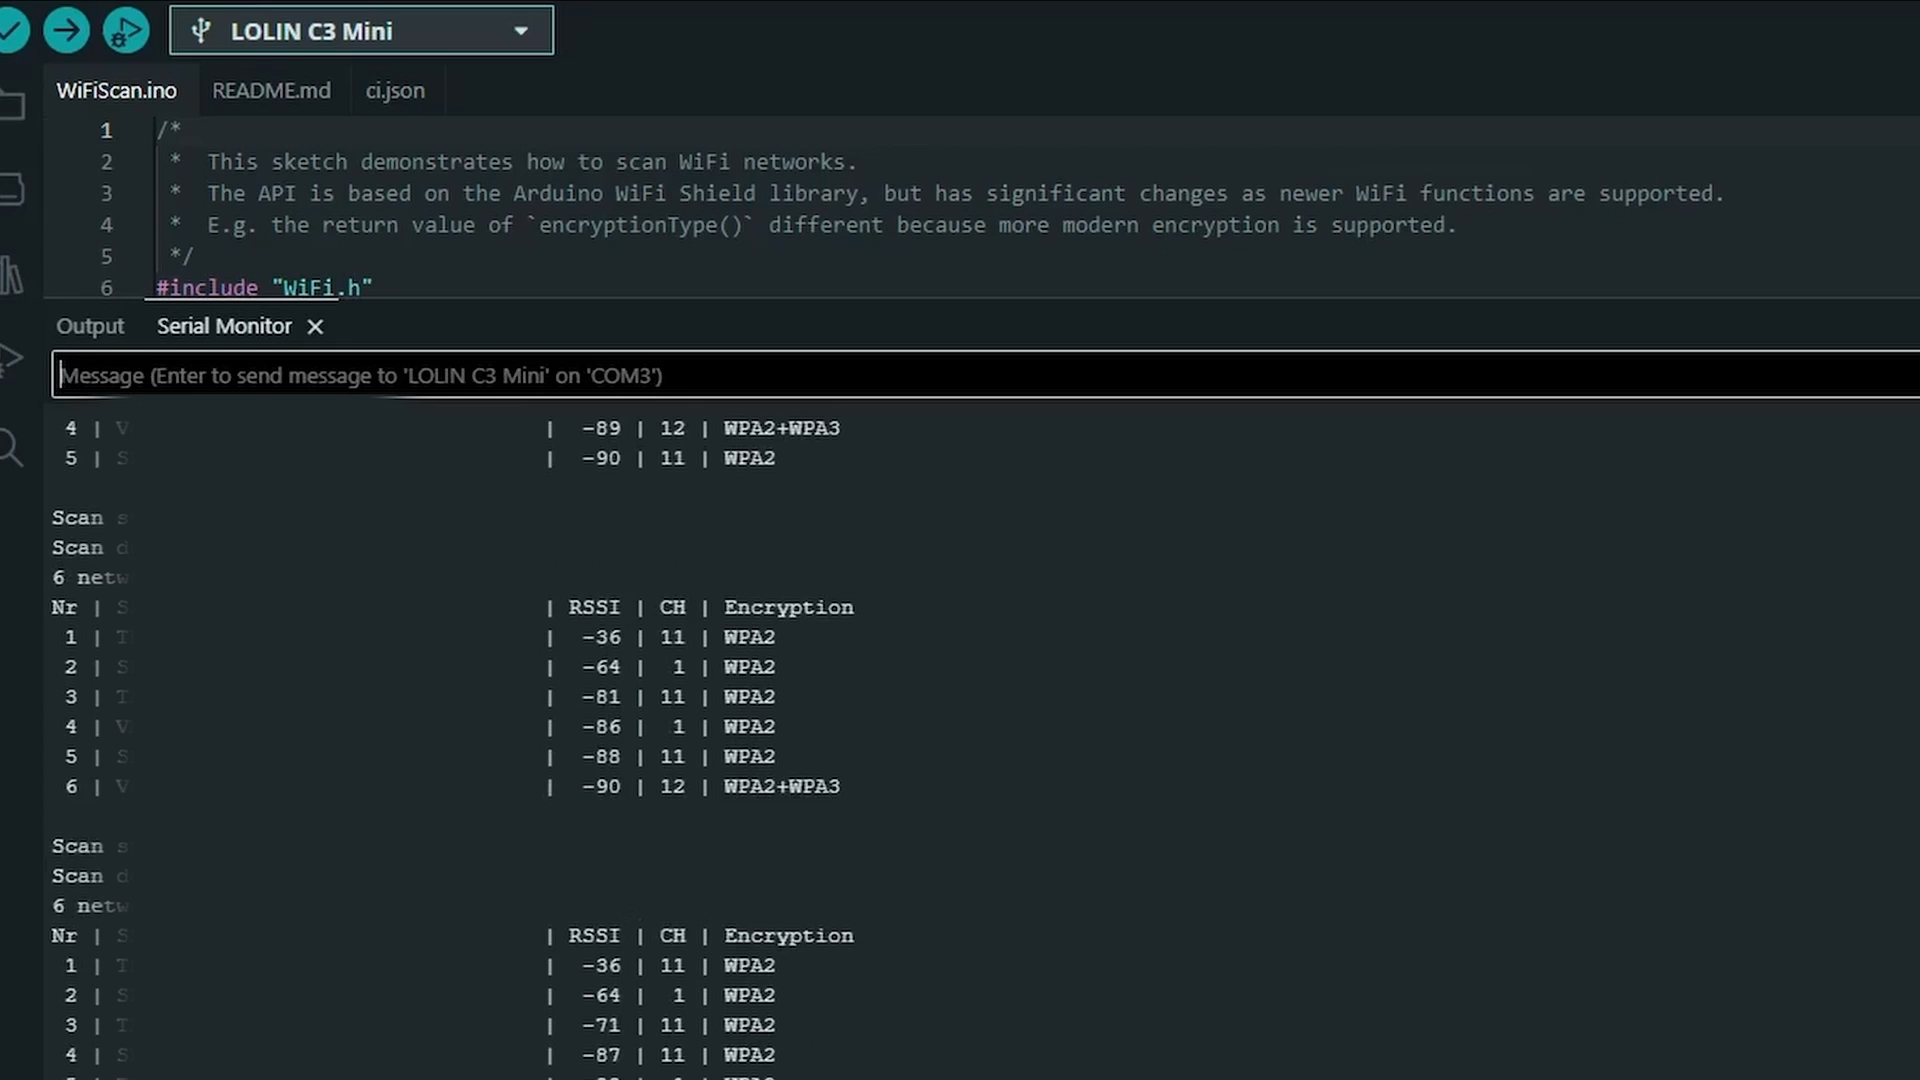 LOLIN C3 Mini
WiFiScan.ino README.md ci.json
1 /*
2 * This sketch demonstrates how to scan WiFi networks.
3 * The API is based on the Arduino WiFi Shield library, but has significant changes as newer WiFi functions are supported.
4 * E.g. the return value of `encryptionType()` different because more modern encryption is supported.
5 */
6 #include "WiFi.h"
Output Serial Monitor
Message (Enter to send message to 'LOLIN C3 Mini' on 'COM3')
4 | V | -89 | 12 | WPA2+WPA3
5 | S | -90 | 11 | WPA2
Scan s
Scan d
6 netw
Nr | S | RSSI | CH | Encryption
1 | T | -36 | 11 | WPA2
2 | S | -64 | 1 | WPA2
3 | T | -81 | 11 | WPA2
4 | V | -86 | 1 | WPA2
5 | S | -88 | 11 | WPA2
6 | V | -90 | 12 | WPA2+WPA3
Scan s
Scan d
6 netw
Nr | S | RSSI | CH | Encryption
1 | T | -36 | 11 | WPA2
2 | S | -64 | 1 | WPA2
3 | T | -71 | 11 | WPA2
4 | S | -87 | 11 | WPA2